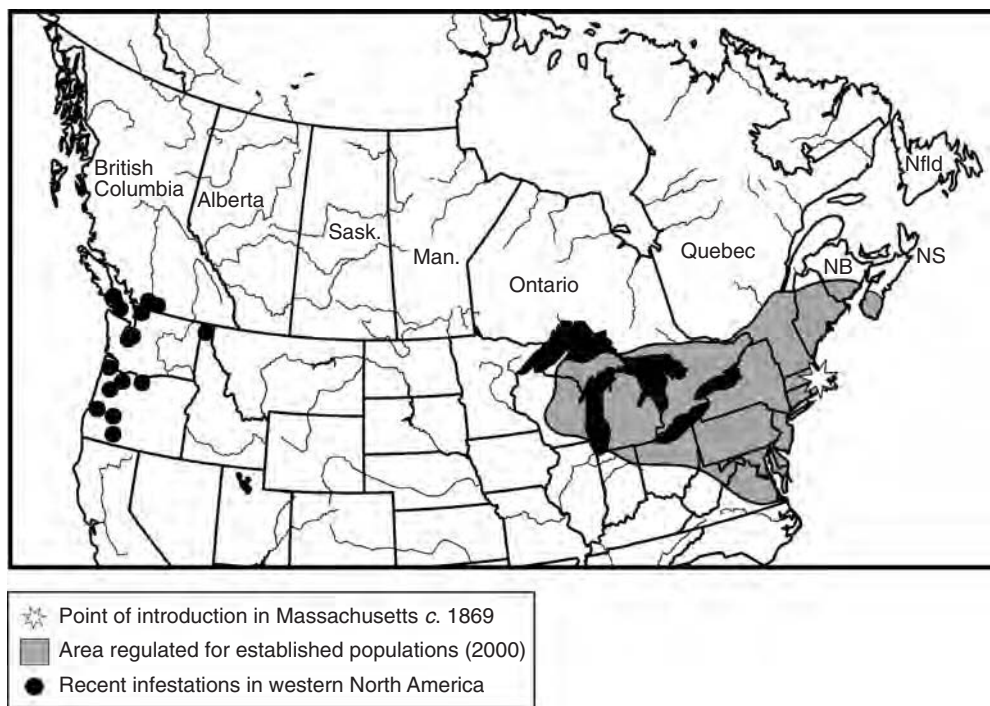 British
Columbia
Alberta
Sask.
Man.
Ontario
Quebec
Nfld
NB
NS
Point of introduction in Massachusetts c. 1869
Area regulated for established populations (2000)
Recent infestations in western North America